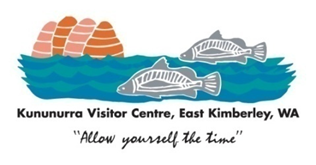 Kununurra Visitor Centre, East Kimberley, WA
"Allow yourself the time"